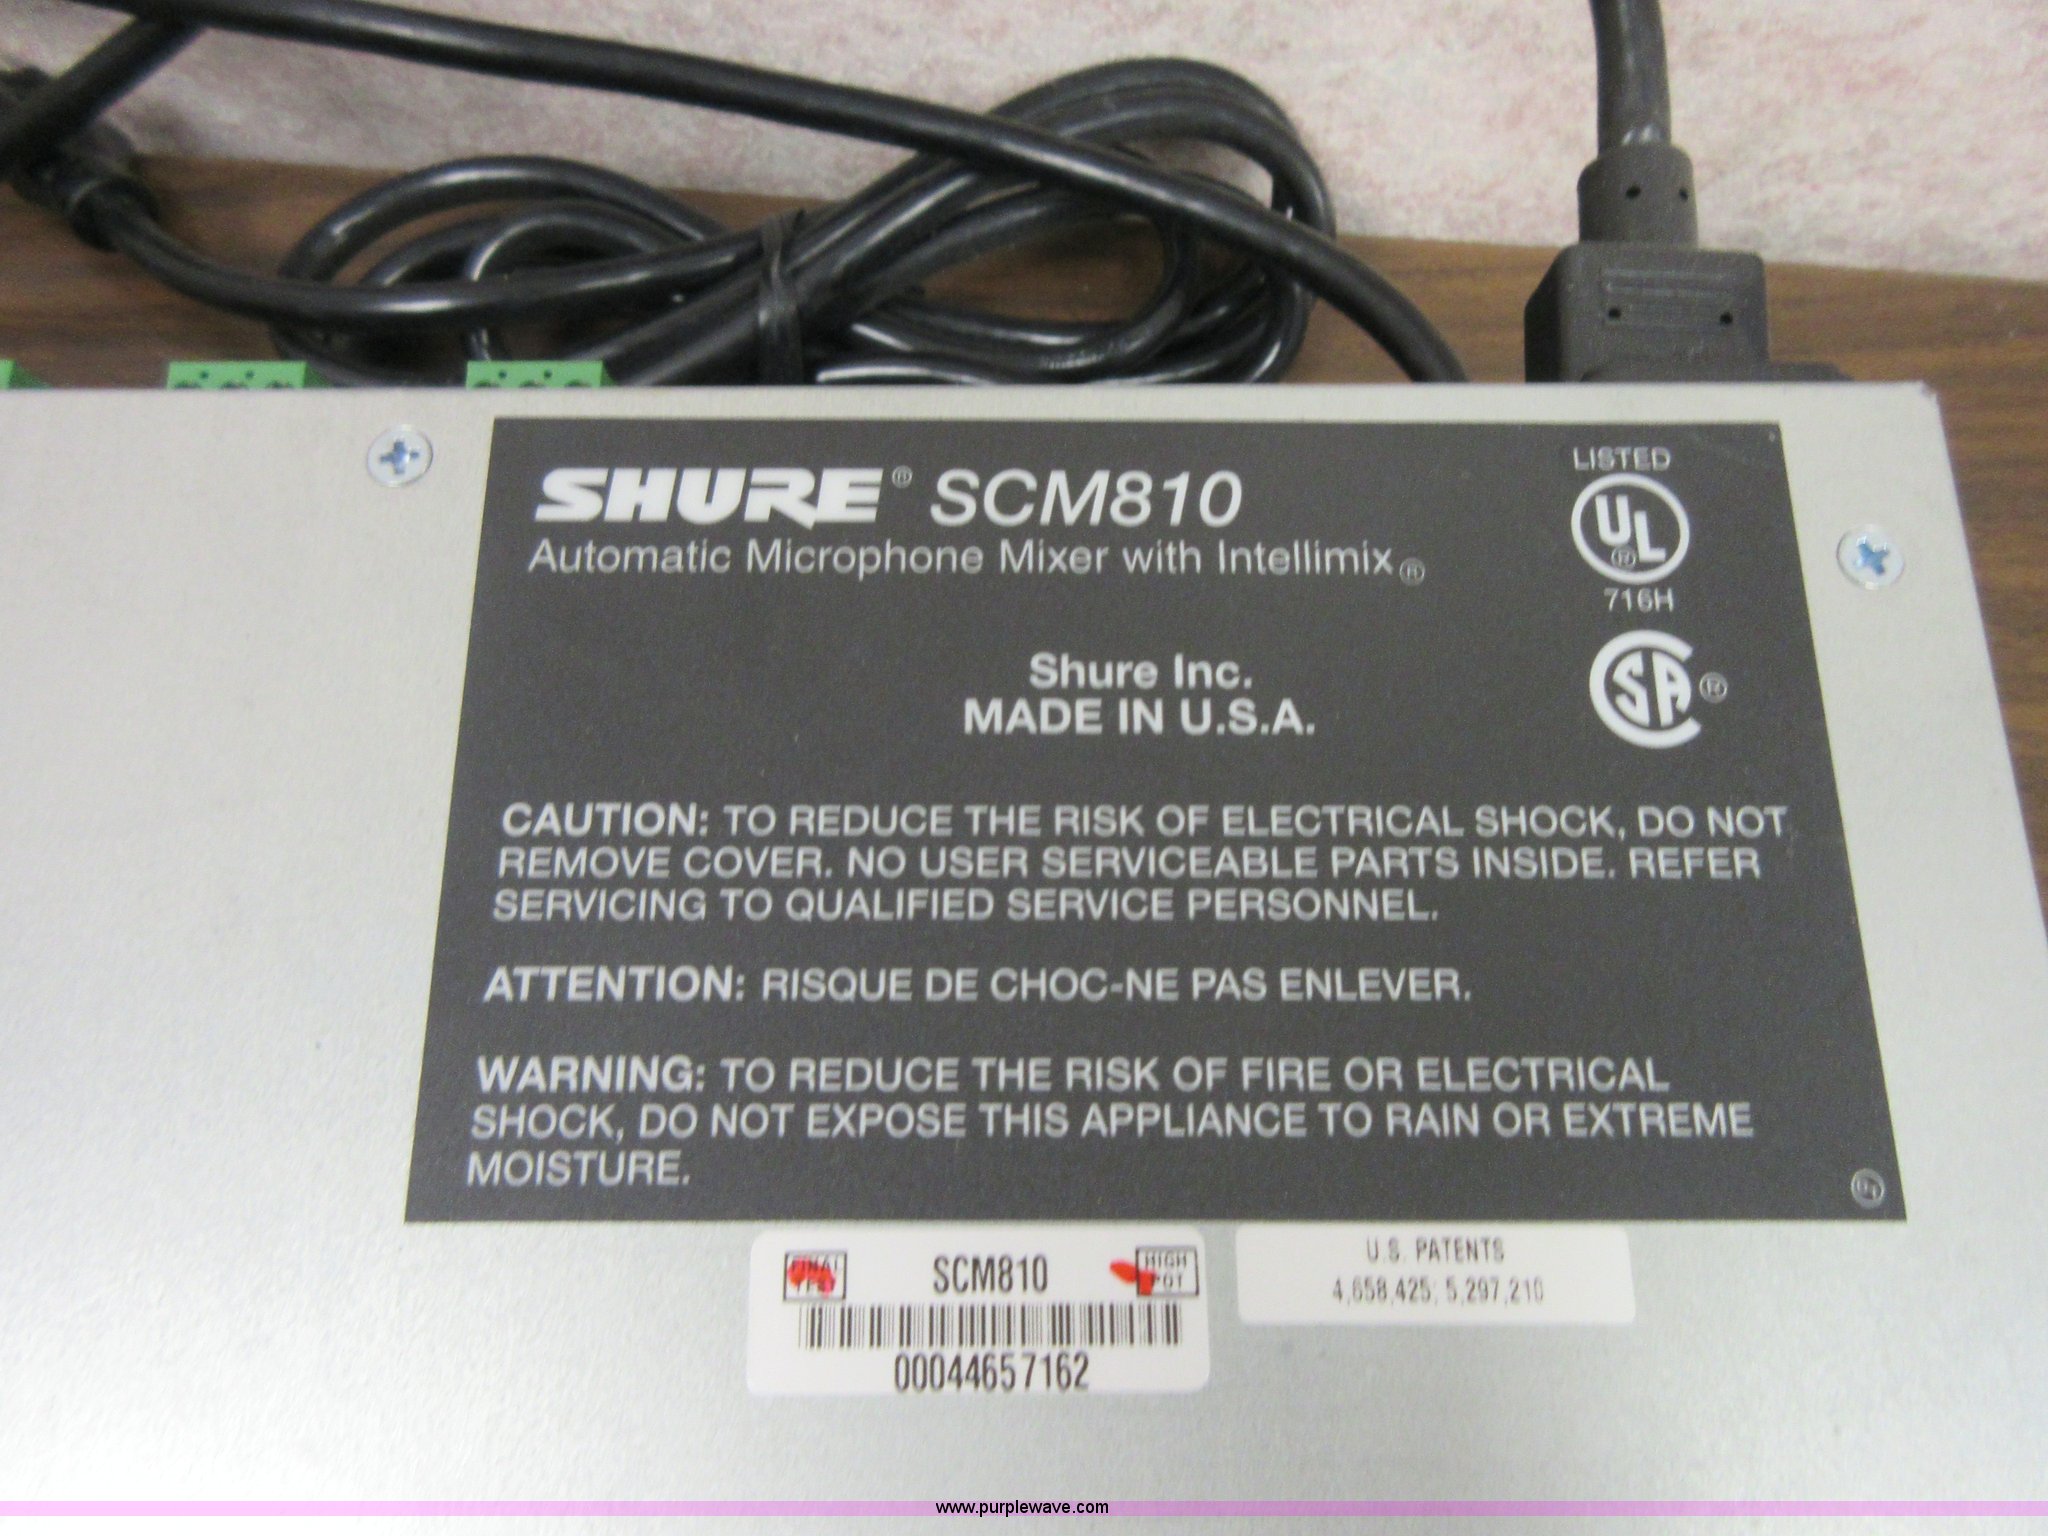 SHURE® SCM810
Automatic Microphone Mixer with Intellimix®
LISTED
UL®
716H
Shure Inc.
MADE IN U.S.A.
SA®
CAUTION: TO REDUCE THE RISK OF ELECTRICAL SHOCK, DO NOT
REMOVE COVER. NO USER SERVICEABLE PARTS INSIDE. REFER
SERVICING TO QUALIFIED SERVICE PERSONNEL.
ATTENTION: RISQUE DE CHOC-NE PAS ENLEVER.
WARNING: TO REDUCE THE RISK OF FIRE OR ELECTRICAL
SHOCK, DO NOT EXPOSE THIS APPLIANCE TO RAIN OR EXTREME
MOISTURE.
FINAL
TEST
SCM810
HIGH
POT
00044657162
U.S. PATENTS
4,658,425; 5,297,210
www.purplewave.com